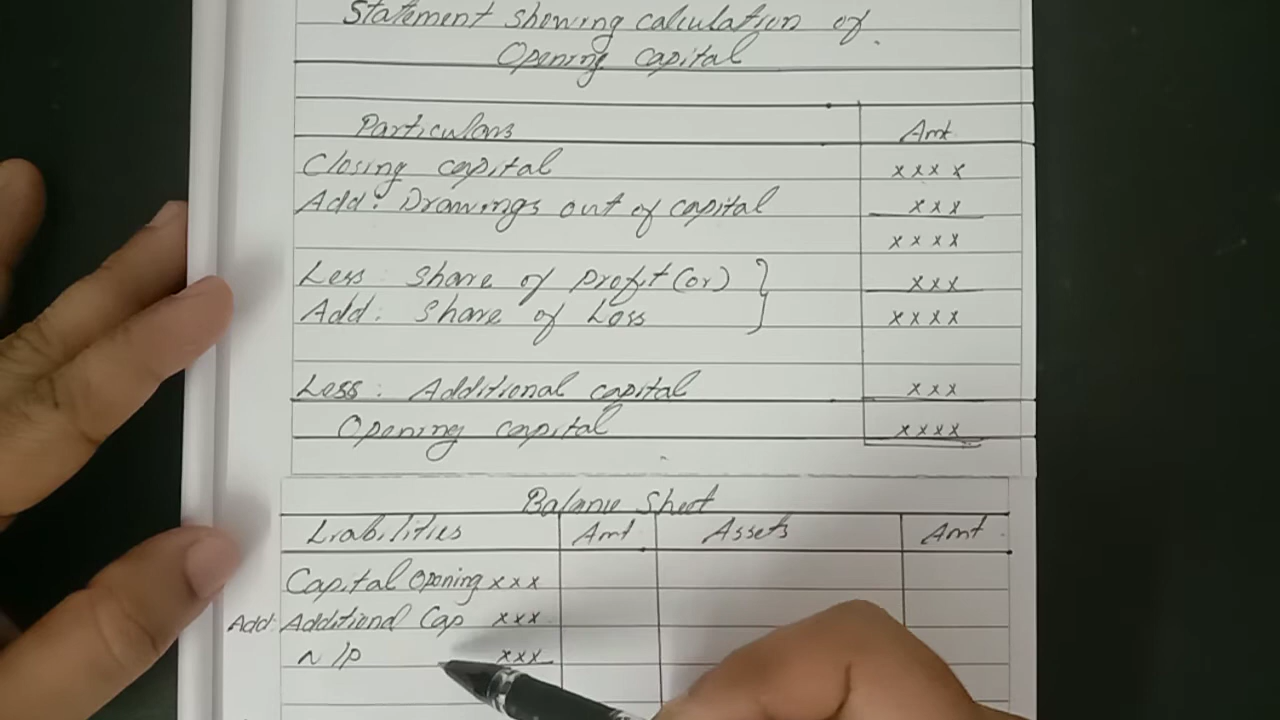 Statement showing calculation of
Opening capital
Particulars Amt
Closing capital xxxx
Add: Drawings out of capital xxx
xxxx
Less: Share of Profit (or) } xxx
Add: Share of Loss xxxx
Less: Additional capital xxx
Opening capital xxxx
Balance Sheet
Liabilities Amt Assets Amt
Capital Opening xxx
Add: Additional Cap xxx
N/P xxx